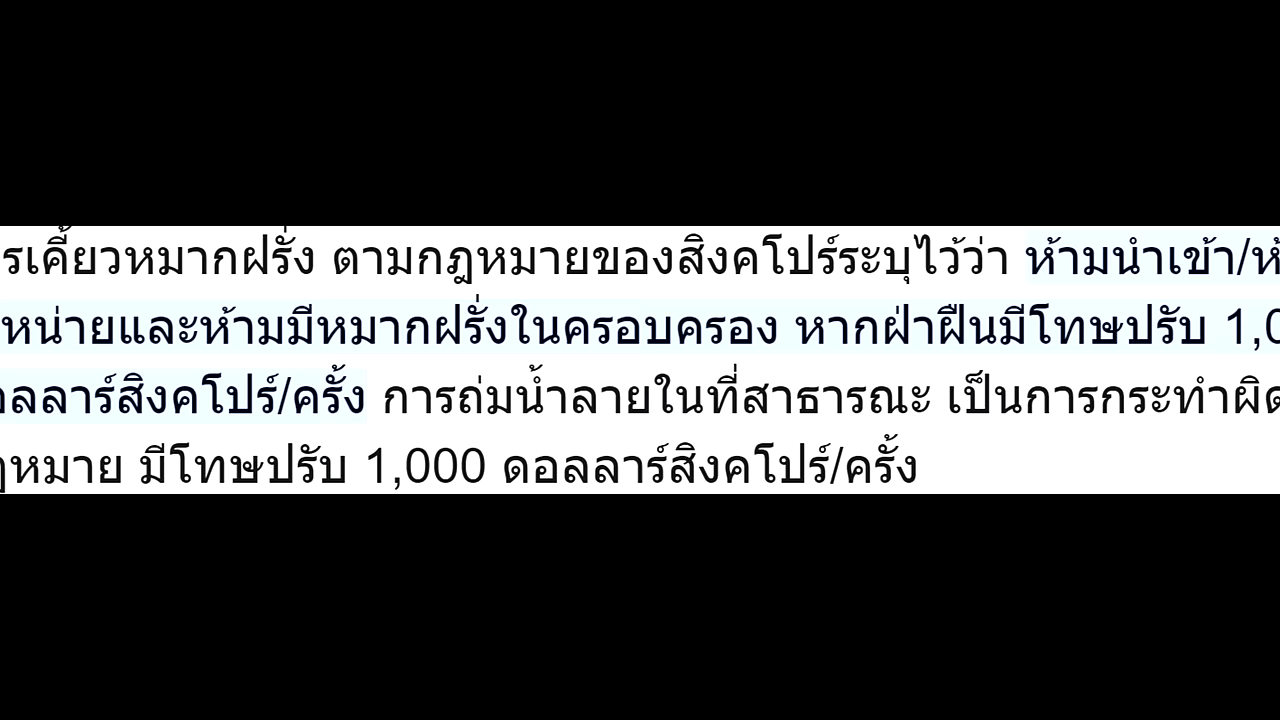 รเคี้ยวหมากฝรั่ง ตามกฎหมายของสิงคโปร์ระบุไว้ว่า ห้ามนำเข้า/ห้
หน่ายและห้ามมีหมากฝรั่งในครอบครอง หากฝ่าฝืนมีโทษปรับ 1,0
อลลาร์สิงคโปร์/ครั้ง การถ่มน้ำลายในที่สาธารณะ เป็นการกระทำผิด
หมาย มีโทษปรับ 1,000 ดอลลาร์สิงคโปร์/ครั้ง